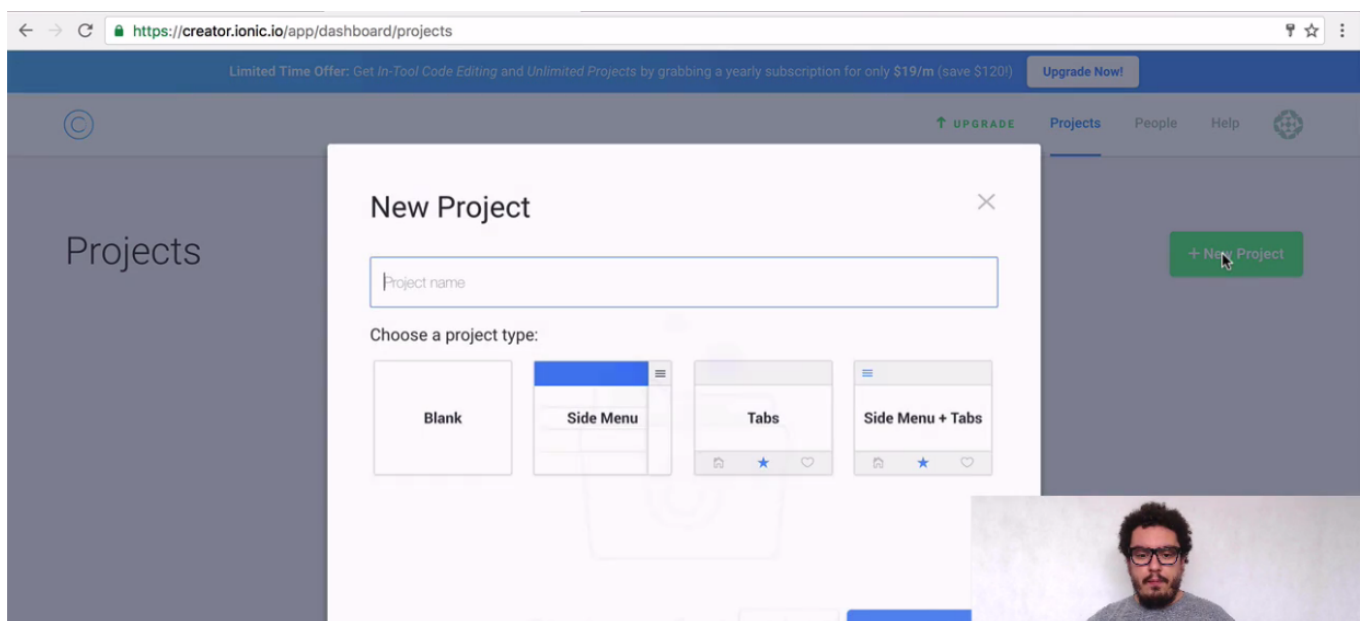 https://creator.ionic.io/app/dashboard/projects
Limited Time Offer: Get In-Tool Code Editing and Unlimited Projects by grabbing a yearly subscription for only $19/m (save $120!) Upgrade Now!
UPGRADE Projects People Help
New Project
Projects
+ New Project
Project name
Choose a project type:
Blank Side Menu Tabs Side Menu + Tabs